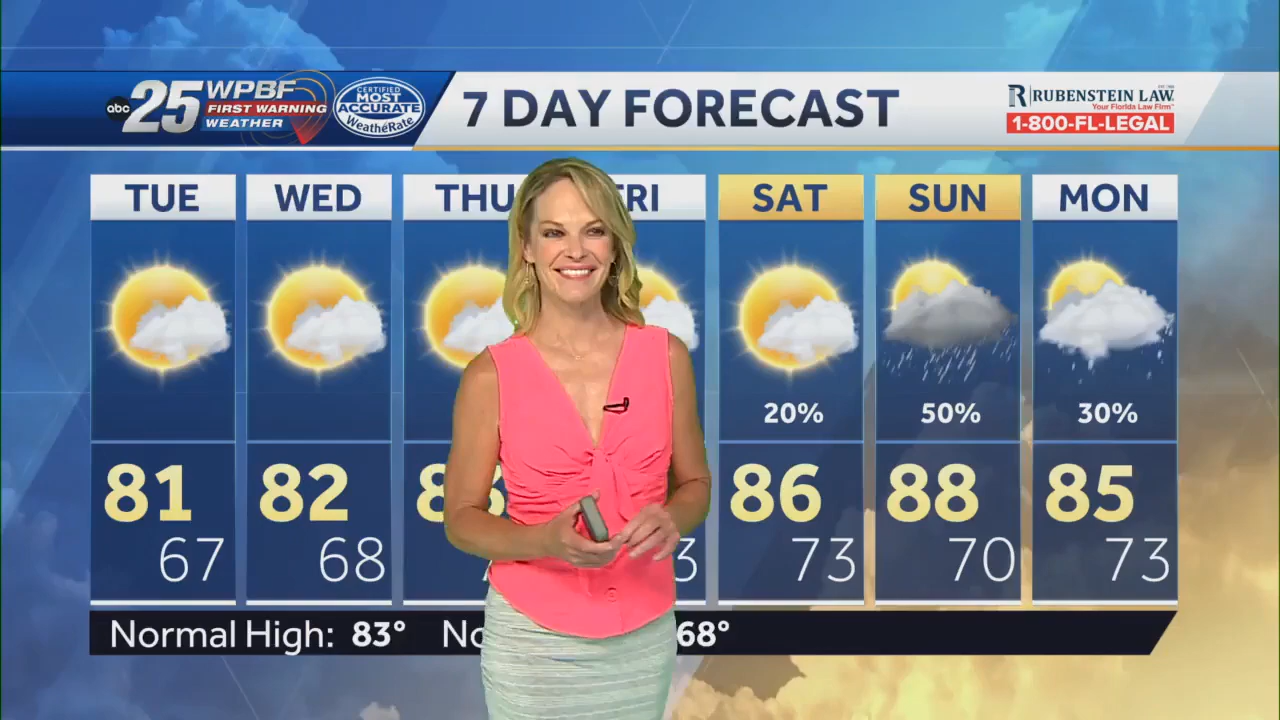 abc 25 WPBF
FIRST WARNING
WEATHER
CERTIFIED
MOST
ACCURATE
WeatheRate
7 DAY FORECAST
R RUBENSTEIN LAW
Your Florida Law Firm
1-800-FL-LEGAL
TUE WED THU FRI SAT SUN MON
20% 50% 30%
81 82 86 88 85
67 68 73 70 73
Normal High: 83° 68°